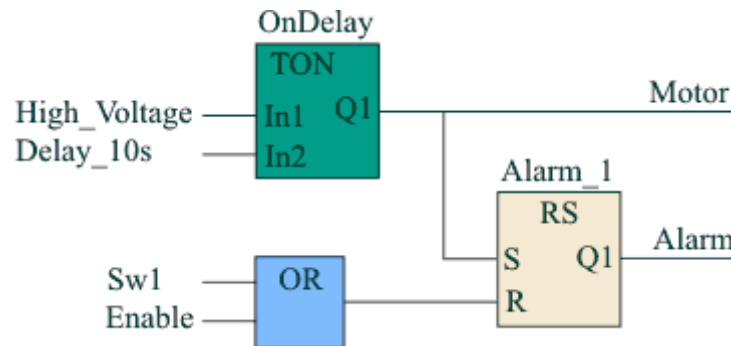 OnDelay
TON
High_Voltage In1 Q1 Motor
Delay_10s In2
Alarm_1
RS
Sw1 OR S Q1 Alarm
Enable R